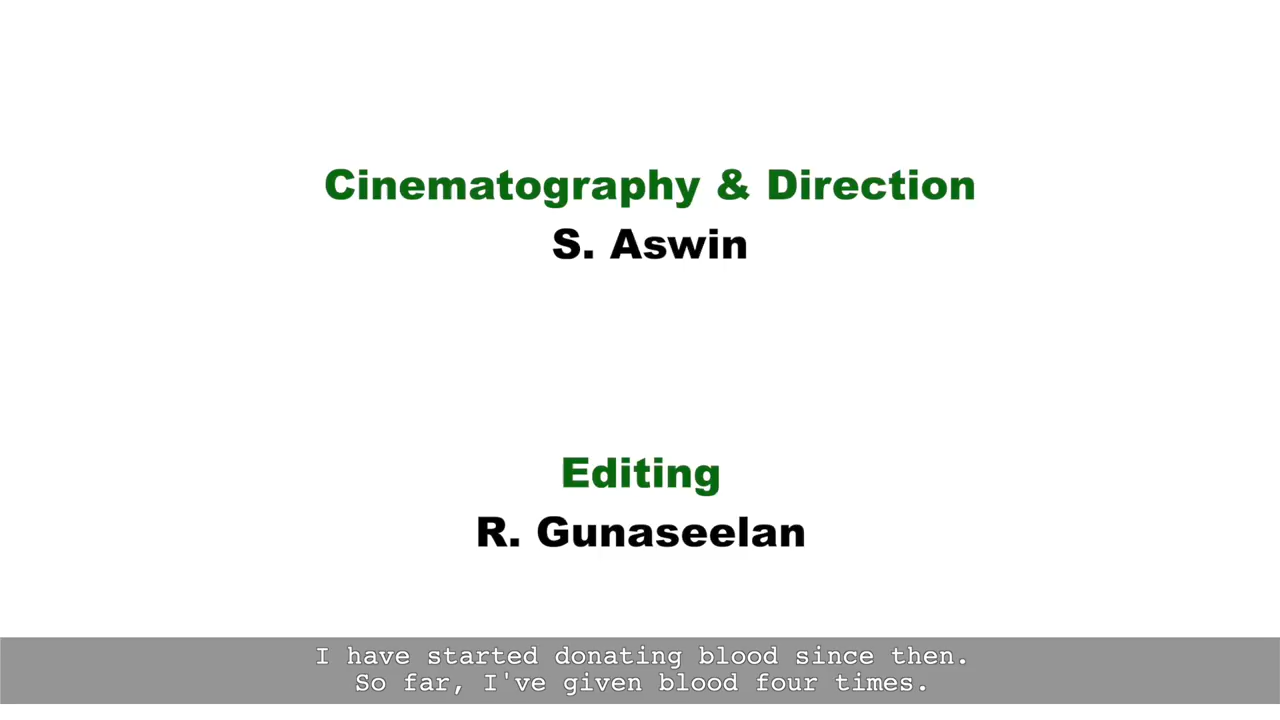 Cinematography & Direction
S. Aswin
Editing
R. Gunaseelan
I have started donating blood since then.
So far, I've given blood four times.